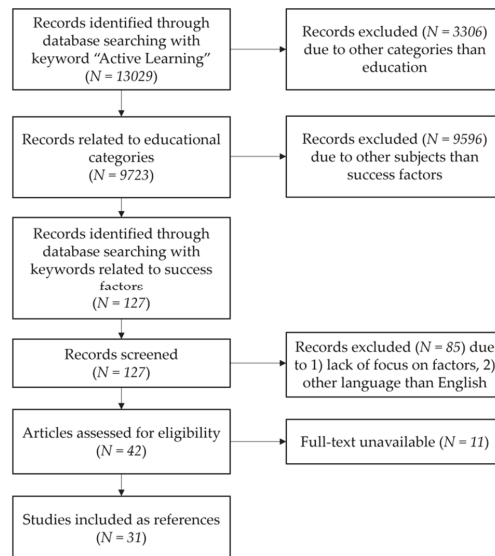 Records identified through
database searching with
keyword “Active Learning”
(N = 13029)
Records excluded (N = 3306)
due to other categories than
education
Records related to educational
categories
(N = 9723)
Records excluded (N = 9596)
due to other subjects than
success factors
Records identified through
database searching with
keywords related to success
factors
(N = 127)
Records screened
(N = 127)
Records excluded (N = 85) due
to 1) lack of focus on factors, 2)
other language than English
Articles assessed for eligibility
(N = 42)
Full-text unavailable (N = 11)
Studies included as references
(N = 31)